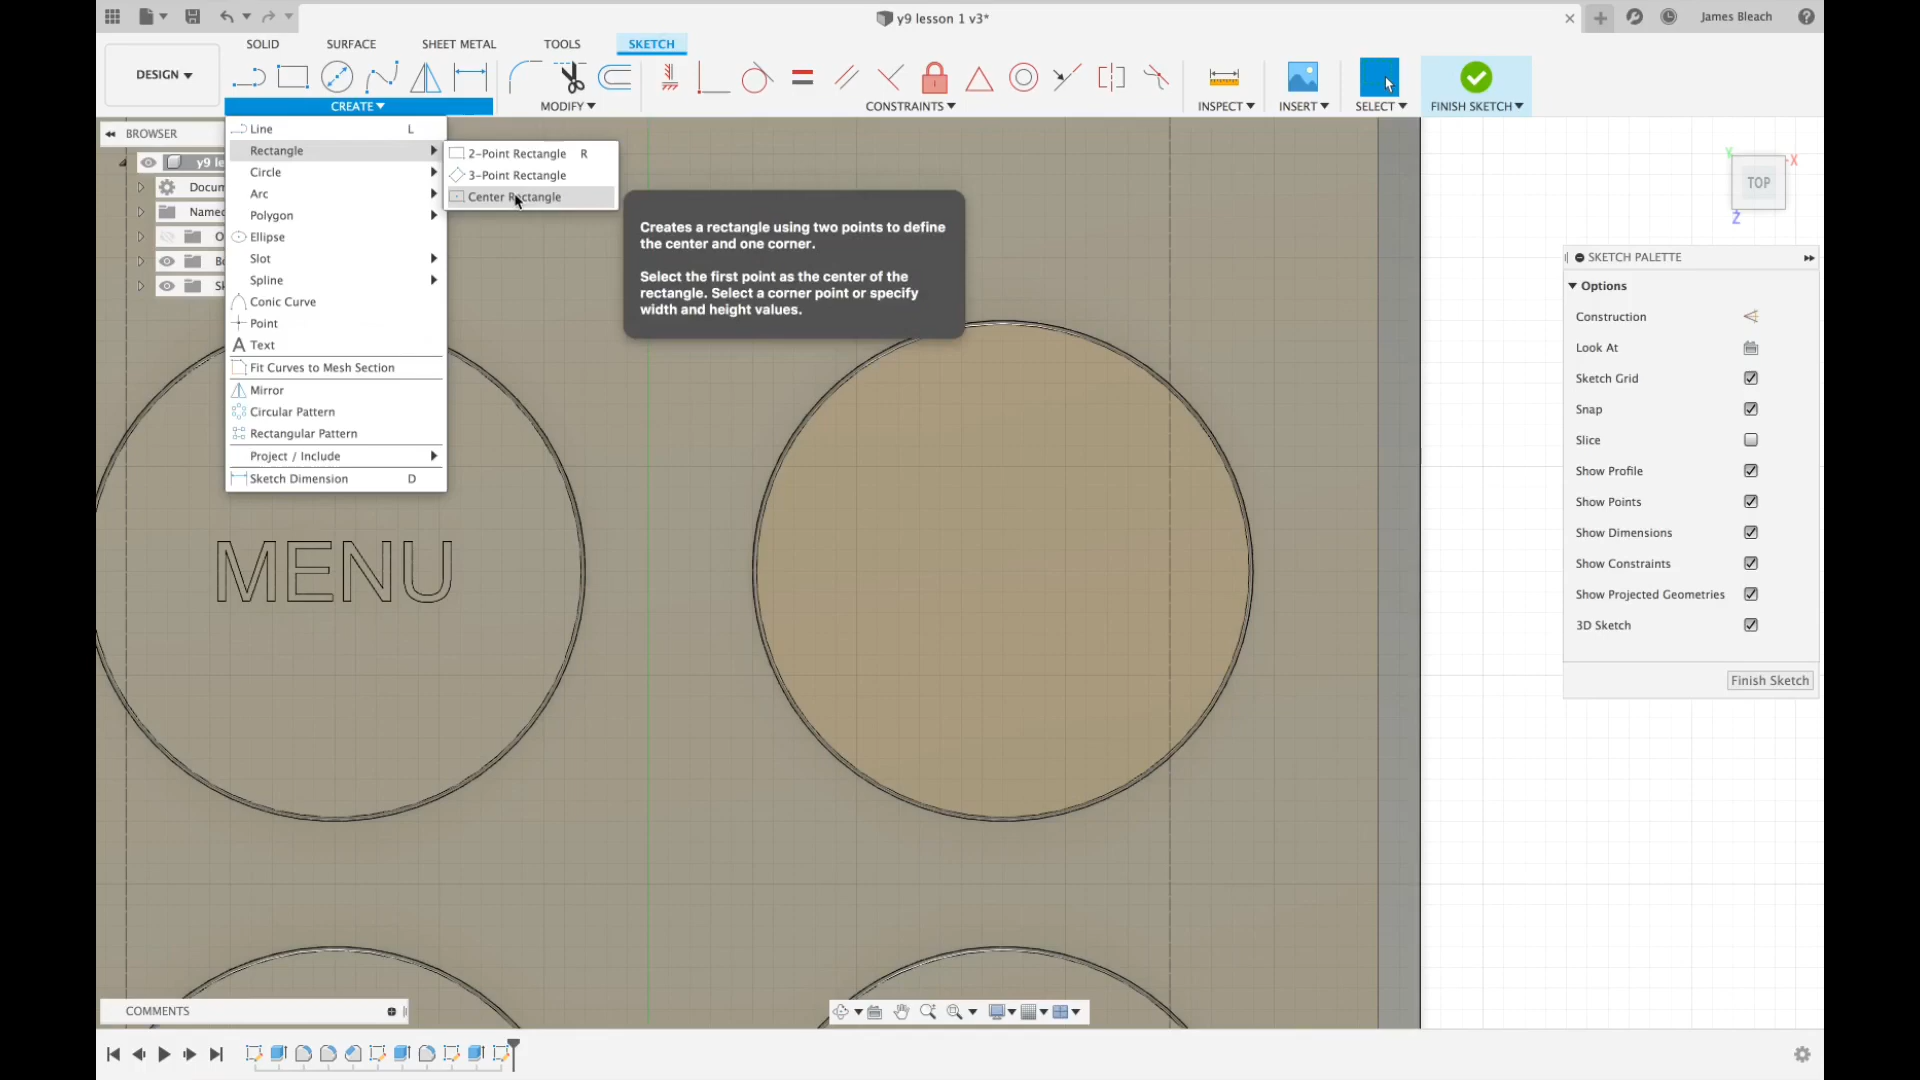 y9 lesson 1 v3*
James Bleach
DESIGN
SOLID
SURFACE
SHEET METAL
TOOLS
SKETCH
CREATE
MODIFY
CONSTRAINTS
INSPECT
INSERT
SELECT
FINISH SKETCH
BROWSER
y9 le
Docun
Named
O
Bo
Sk
Line L
Rectangle
Circle
Arc
Polygon
Ellipse
Slot
Spline
Conic Curve
Point
Text
Fit Curves to Mesh Section
Mirror
Circular Pattern
Rectangular Pattern
Project / Include
Sketch Dimension D
2-Point Rectangle R
3-Point Rectangle
Center Rectangle
Creates a rectangle using two points to define
the center and one corner.
Select the first point as the center of the
rectangle. Select a corner point or specify
width and height values.
MENU
Y
X
TOP
Z
SKETCH PALETTE
Options
Construction
Look At
Sketch Grid
Snap
Slice
Show Profile
Show Points
Show Dimensions
Show Constraints
Show Projected Geometries
3D Sketch
Finish Sketch
COMMENTS